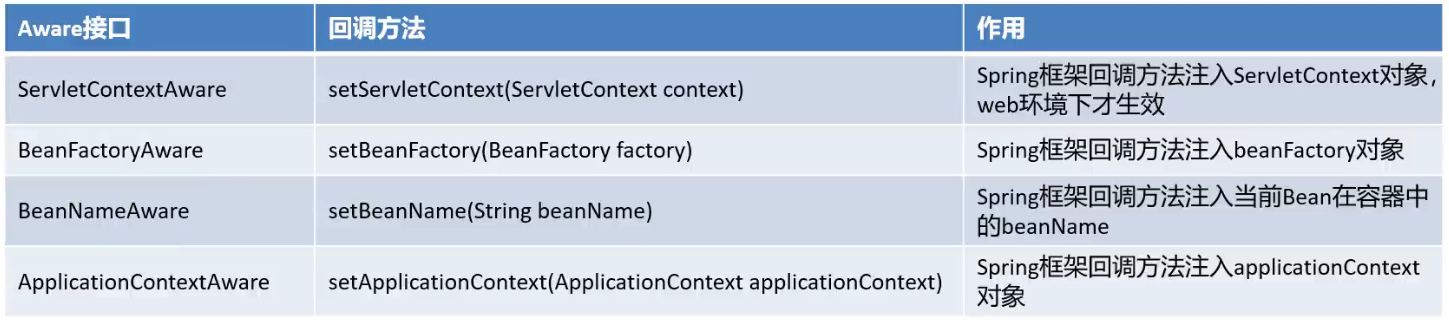 Aware接口 回调方法 作用
ServletContextAware setServletContext(ServletContext context) Spring框架回调方法注入ServletContext对象，
web环境下才生效
BeanFactoryAware setBeanFactory(BeanFactory factory) Spring框架回调方法注入beanFactory对象
BeanNameAware setBeanName(String beanName) Spring框架回调方法注入当前Bean在容器中
的beanName
ApplicationContextAware setApplicationContext(ApplicationContext applicationContext) Spring框架回调方法注入applicationContext
对象